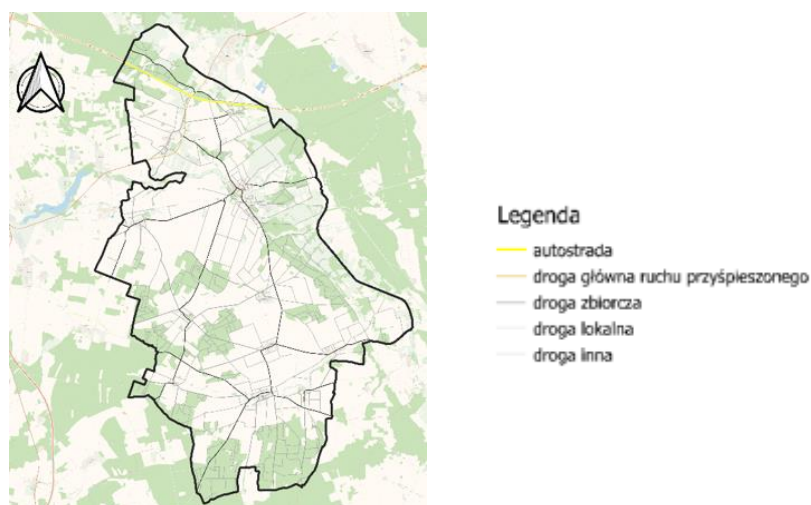 Legenda
autostrada
droga główna ruchu przyśpieszonego
droga zbiorcza
droga lokalna
droga inna